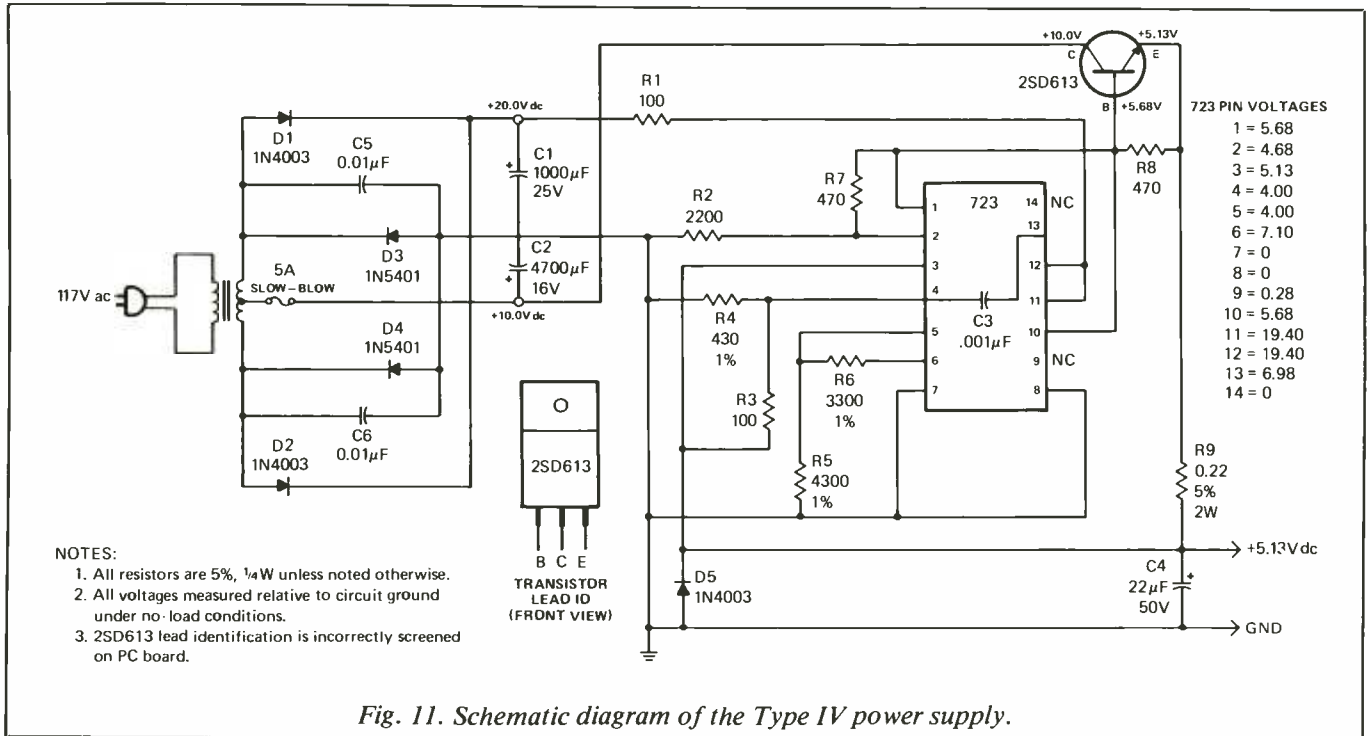 +10.0V
+5.13V
C
E
2SD613
B
+5.68V
R1
100
+20.0V dc
D1
1N4003
C5
0.01µF
C1
1000µF
25V
+
R7
470
R8
470
723 PIN VOLTAGES
1 = 5.68
2 = 4.68
3 = 5.13
4 = 4.00
5 = 4.00
6 = 7.10
7 = 0
8 = 0
9 = 0.28
10 = 5.68
11 = 19.40
12 = 19.40
13 = 6.98
14 = 0
R2
2200
723
1
2
3
4
5
6
7
14
13
12
11
10
9
8
NC
NC
C3
.001µF
D3
1N5401
C2
4700µF
16V
+
+10.0V dc
117V ac
5A
SLOW-BLOW
D4
1N5401
R4
430
1%
R3
100
R6
3300
1%
R5
4300
1%
C6
0.01µF
D2
1N4003
2SD613
B C E
TRANSISTOR
LEAD ID
(FRONT VIEW)
R9
0.22
5%
2W
+5.13V dc
D5
1N4003
C4
22µF
50V
+
GND
NOTES:
1. All resistors are 5%, 1/4W unless noted otherwise.
2. All voltages measured relative to circuit ground
under no-load conditions.
3. 2SD613 lead identification is incorrectly screened
on PC board.
Fig. 11. Schematic diagram of the Type IV power supply.